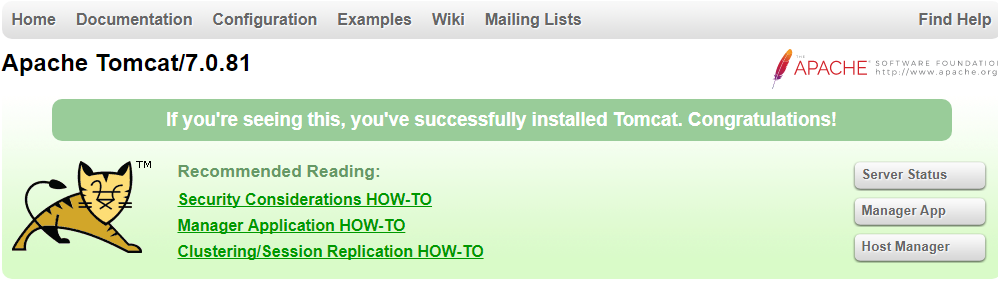 Home Documentation Configuration Examples Wiki Mailing Lists Find Help
Apache Tomcat/7.0.81
THE
APACHE® SOFTWARE FOUNDATION
http://www.apache.org
If you're seeing this, you've successfully installed Tomcat. Congratulations!
TM
Recommended Reading:
Security Considerations HOW-TO
Manager Application HOW-TO
Clustering/Session Replication HOW-TO
Server Status
Manager App
Host Manager